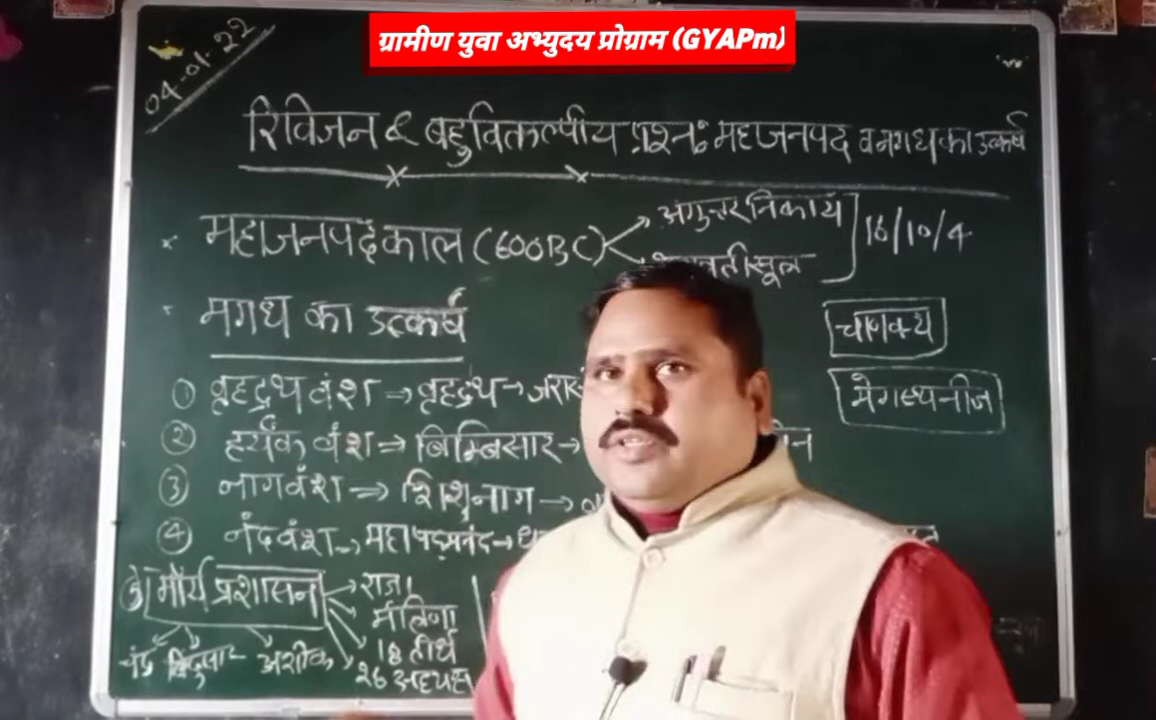 ग्रामीण युवा अभ्युदय प्रोग्राम (GYAPm)
04-01-22
रिविजन & बहुविकल्पीय प्रश्न: महाजनपद व मगध का उत्कर्ष
महाजनपद काल (600BC)
अंगुत्तर निकाय
16/10/4
मगध का उत्कर्ष
चाणक्य
① वृहद्रथ वंश → वृहद्रथ →
मेगस्थनीज
② हर्यक वंश ⇒ बिम्बिसार →
③ नागवंश ⇒ शिशुनाग →
④ नंदवंश → महापद्मनंद →
मौर्य प्रशासन
राजा
18 तीर्थ
26 अध्यक्ष
अशोक